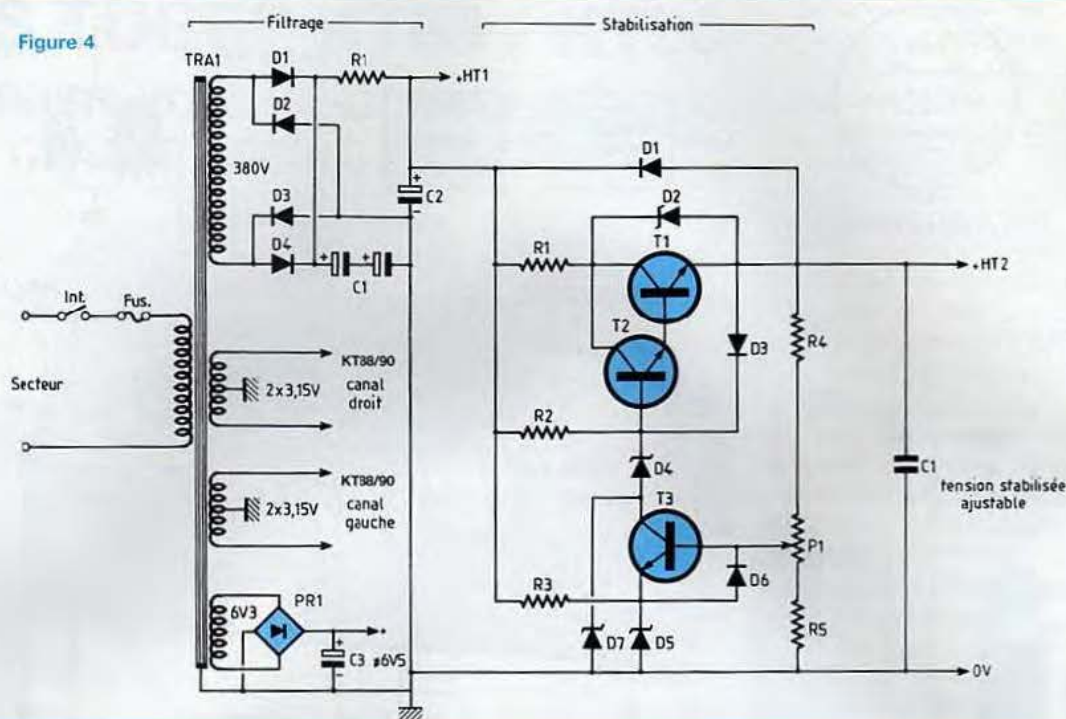 Figure 4
Filtrage
Stabilisation
TRA1
D1
R1
+HT1
D2
380V
D3
D4
C2
C1
Int.
Fus.
Secteur
KT88/90
2x3,15V
canal
droit
KT88/90
2x3,15V
canal
gauche
6V3
PR1
C3
#6V5
D1
D2
R1
T1
+HT2
T2
D3
R4
R2
D4
C1
tension stabilisée
ajustable
T3
P1
R3
D6
D7
D5
R5
0V